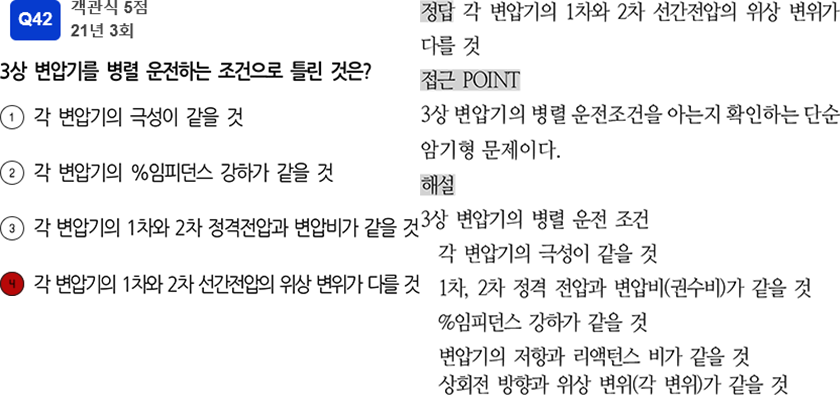 Q42
객관식 5점
21년 3회
3상 변압기를 병렬 운전하는 조건으로 틀린 것은?
1 각 변압기의 극성이 같을 것
2 각 변압기의 %임피던스 강하가 같을 것
3 각 변압기의 1차와 2차 정격전압과 변압비가 같을 것
4 각 변압기의 1차와 2차 선간전압의 위상 변위가 다를 것
정답 각 변압기의 1차와 2차 선간전압의 위상 변위가
다를 것
접근 POINT
3상 변압기의 병렬 운전조건을 아는지 확인하는 단순
암기형 문제이다.
해설
3상 변압기의 병렬 운전 조건
각 변압기의 극성이 같을 것
1차, 2차 정격 전압과 변압비(권수비)가 같을 것
%임피던스 강하가 같을 것
변압기의 저항과 리액턴스 비가 같을 것
상회전 방향과 위상 변위(각 변위)가 같을 것